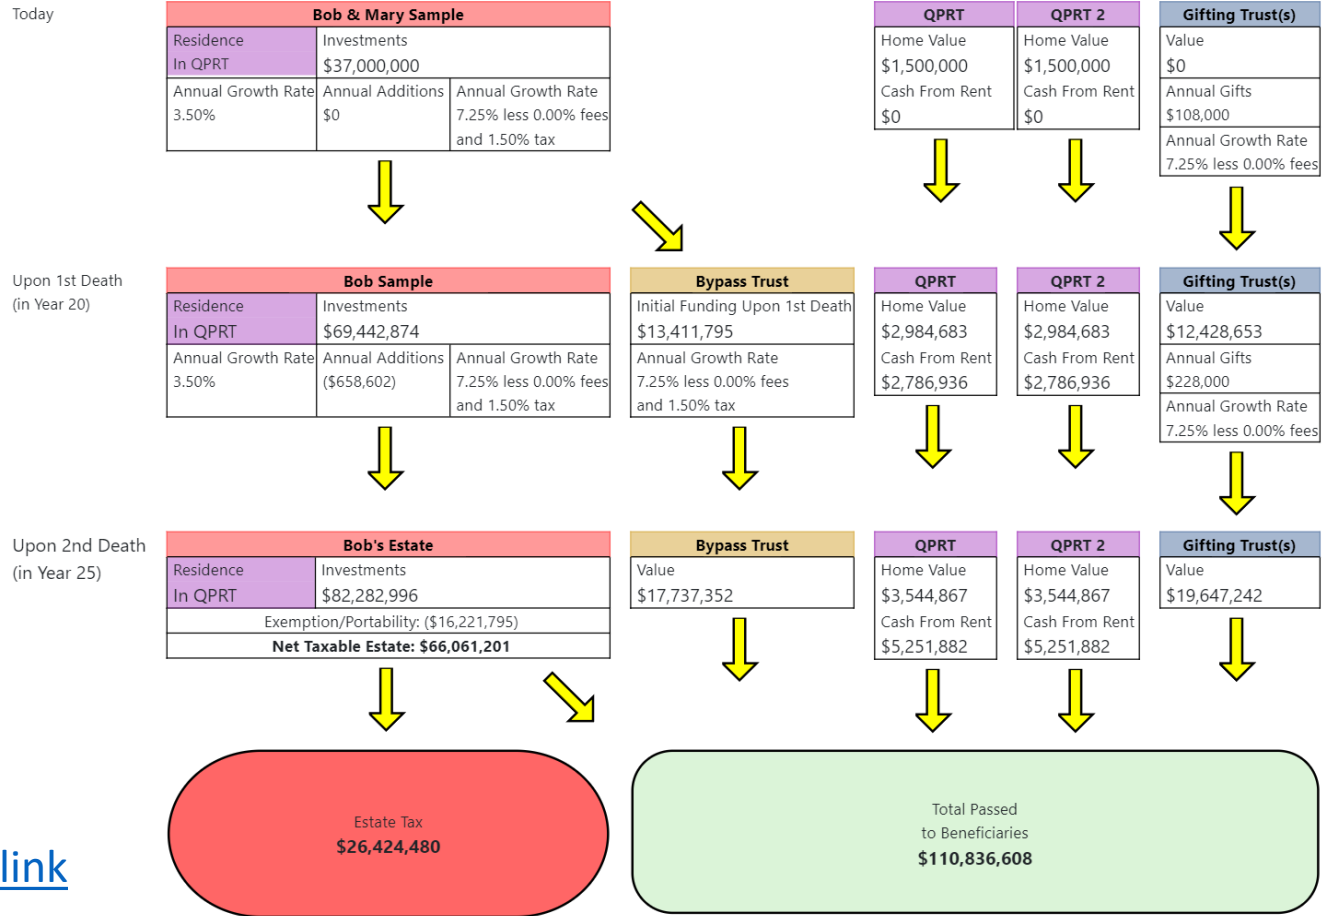 Today
Bob & Mary Sample
Residence
In QPRT
Investments
$37,000,000
Annual Growth Rate
3.50%
Annual Additions
$0
Annual Growth Rate
7.25% less 0.00% fees
and 1.50% tax
QPRT
Home Value
$1,500,000
Cash From Rent
$0
QPRT 2
Home Value
$1,500,000
Cash From Rent
$0
Gifting Trust(s)
Value
$0
Annual Gifts
$108,000
Annual Growth Rate
7.25% less 0.00% fees
Upon 1st Death
(in Year 20)
Bob Sample
Residence
In QPRT
Investments
$69,442,874
Annual Growth Rate
3.50%
Annual Additions
($658,602)
Annual Growth Rate
7.25% less 0.00% fees
and 1.50% tax
Bypass Trust
Initial Funding Upon 1st Death
$13,411,795
Annual Growth Rate
7.25% less 0.00% fees
and 1.50% tax
QPRT
Home Value
$2,984,683
Cash From Rent
$2,786,936
QPRT 2
Home Value
$2,984,683
Cash From Rent
$2,786,936
Gifting Trust(s)
Value
$12,428,653
Annual Gifts
$228,000
Annual Growth Rate
7.25% less 0.00% fees
Upon 2nd Death
(in Year 25)
Bob's Estate
Residence
In QPRT
Investments
$82,282,996
Exemption/Portability: ($16,221,795)
Net Taxable Estate: $66,061,201
Bypass Trust
Value
$17,737,352
QPRT
Home Value
$3,544,867
Cash From Rent
$5,251,882
QPRT 2
Home Value
$3,544,867
Cash From Rent
$5,251,882
Gifting Trust(s)
Value
$19,647,242
Estate Tax
$26,424,480
Total Passed
to Beneficiaries
$110,836,608
link